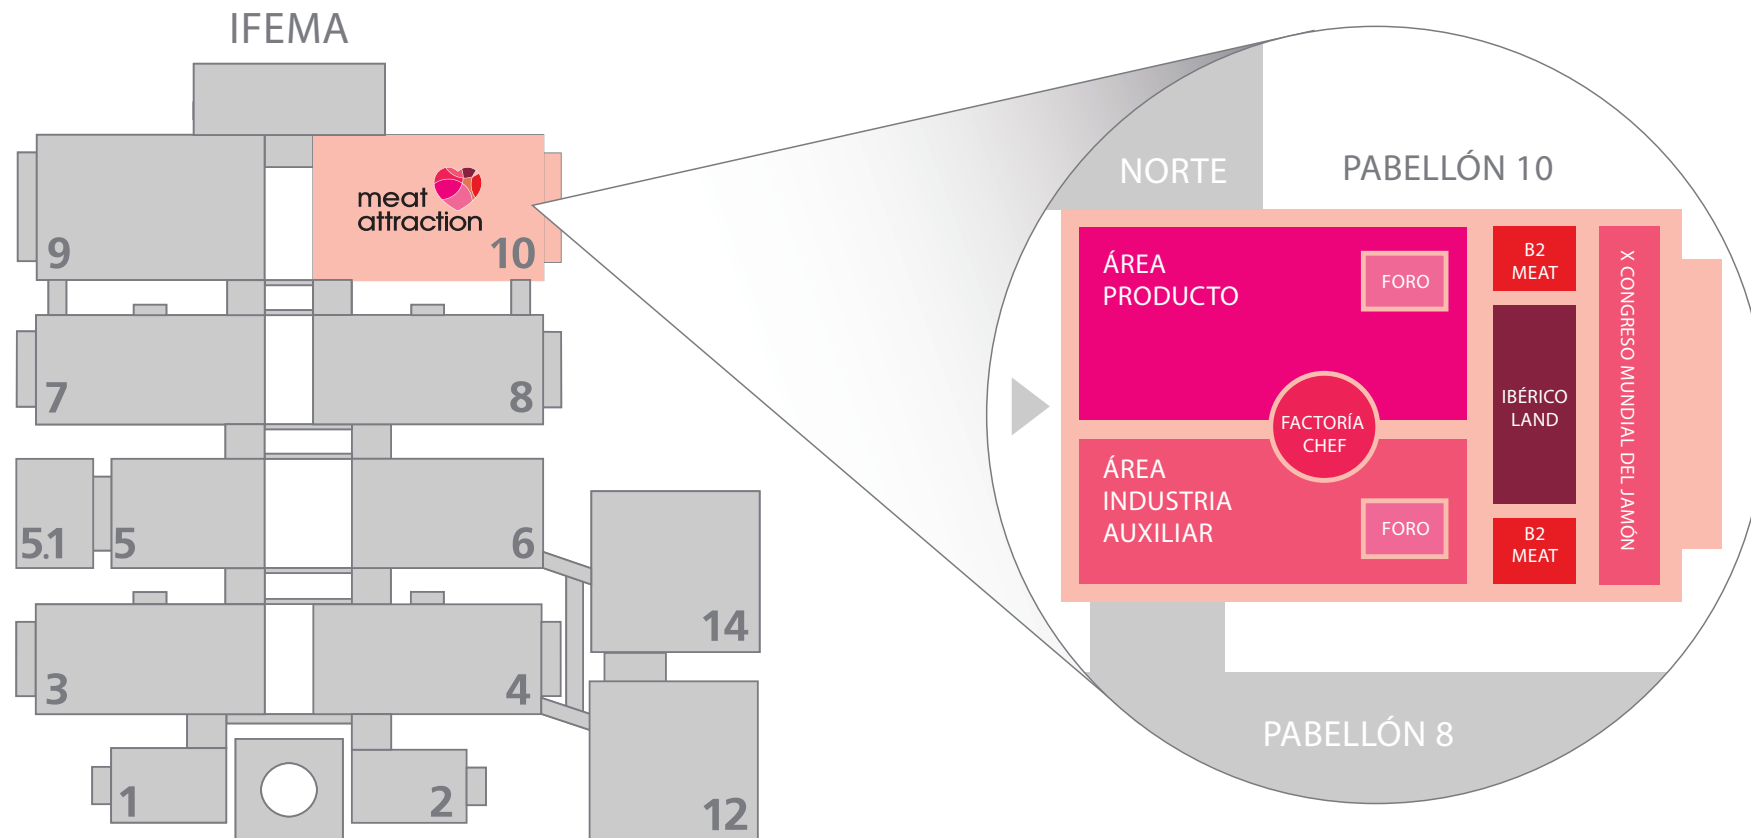 IFEMA
meat
attraction
9
10
7
8
5.1
5
6
14
3
4
1
2
12
NORTE
PABELLÓN 10
ÁREA
PRODUCTO
FORO
B2
MEAT
X CONGRESO MUNDIAL DEL JAMÓN
IBÉRICO
LAND
FACTORÍA
CHEF
ÁREA
INDUSTRIA
AUXILIAR
FORO
B2
MEAT
PABELLÓN 8